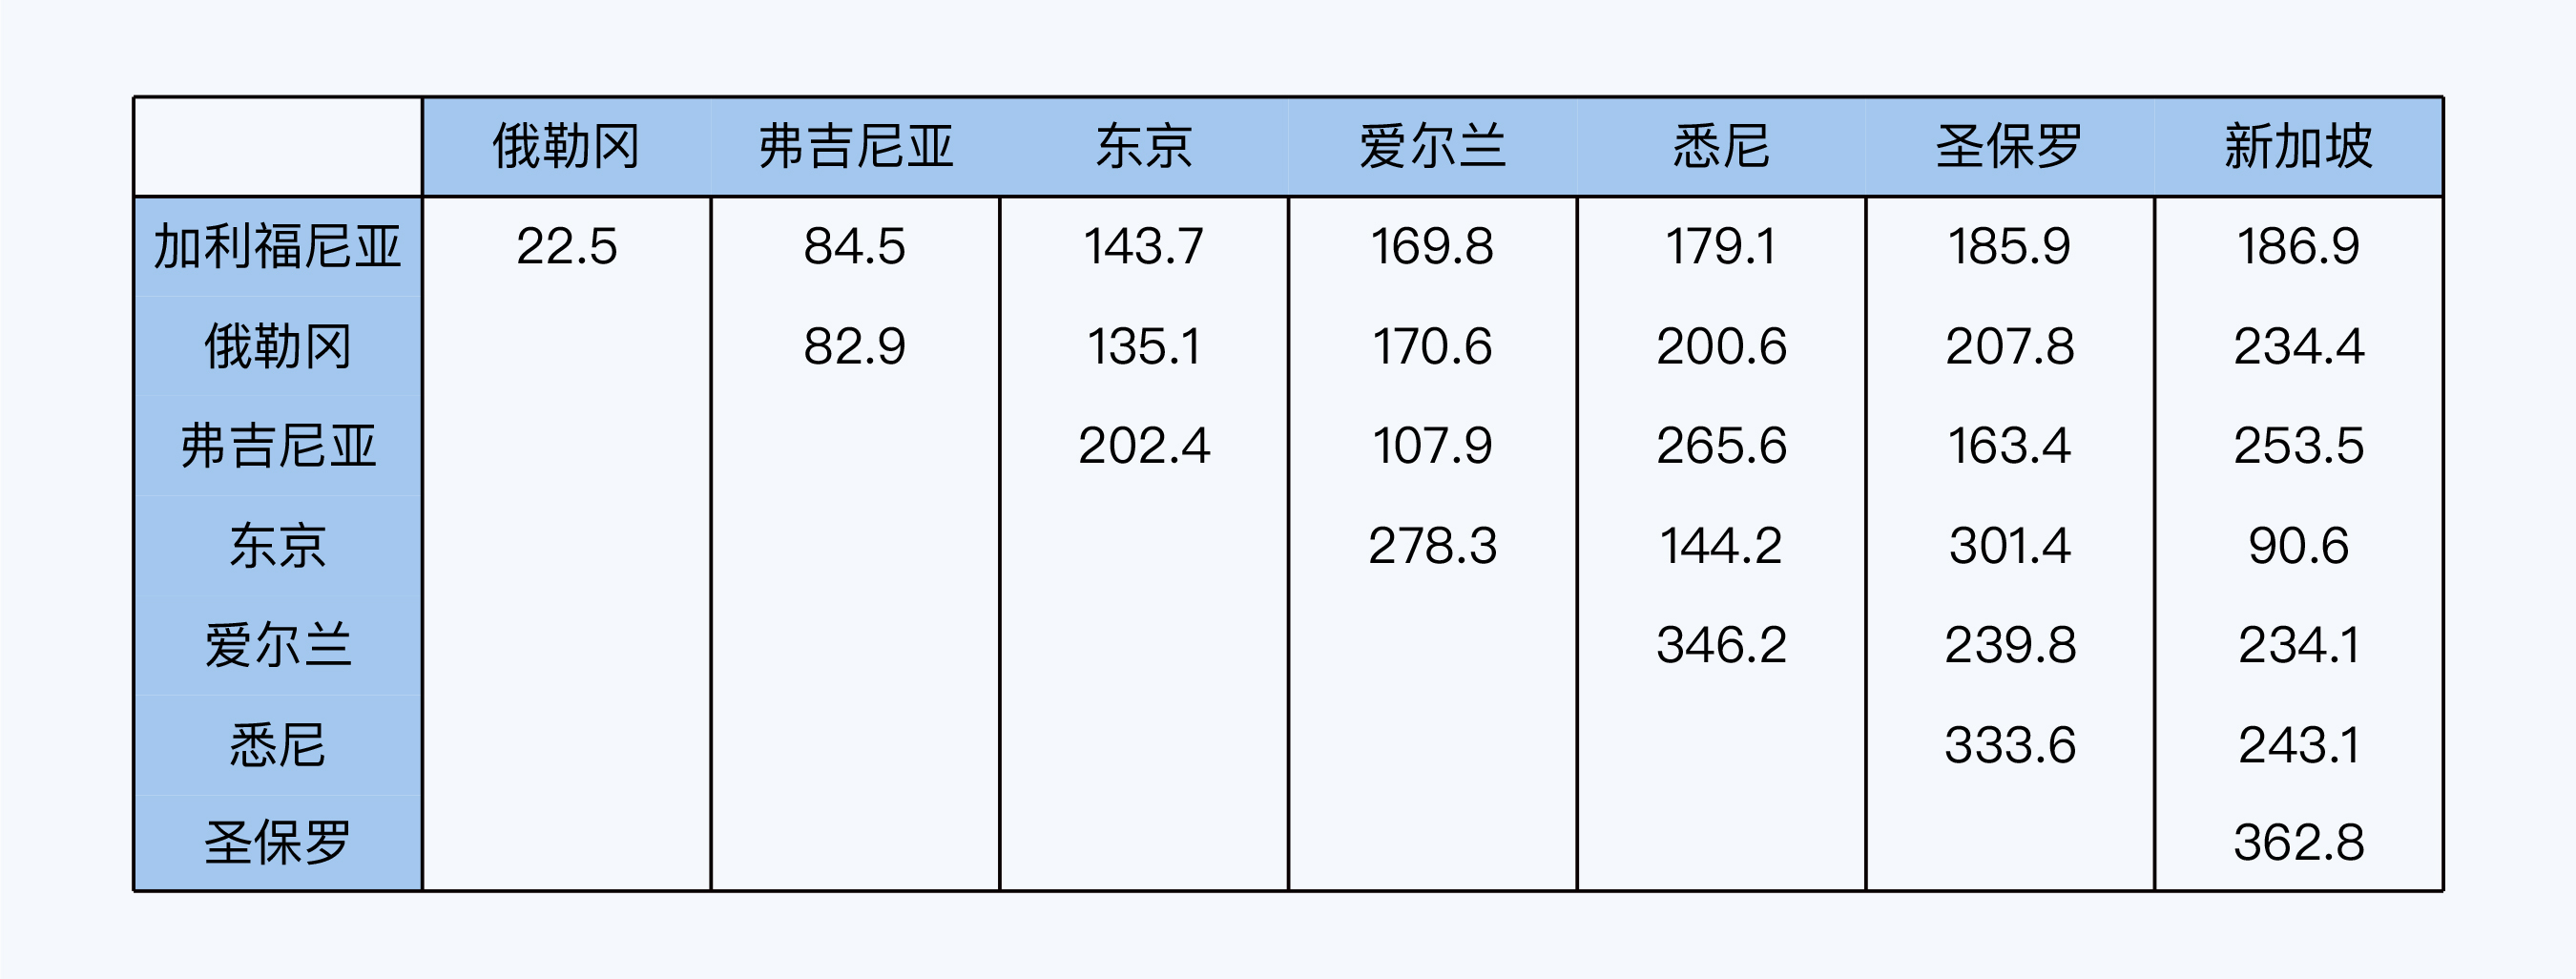 俄勒冈 弗吉尼亚 东京 爱尔兰 悉尼 圣保罗 新加坡
加利福尼亚 22.5 84.5 143.7 169.8 179.1 185.9 186.9
俄勒冈 82.9 135.1 170.6 200.6 207.8 234.4
弗吉尼亚 202.4 107.9 265.6 163.4 253.5
东京 278.3 144.2 301.4 90.6
爱尔兰 346.2 239.8 234.1
悉尼 333.6 243.1
圣保罗 362.8